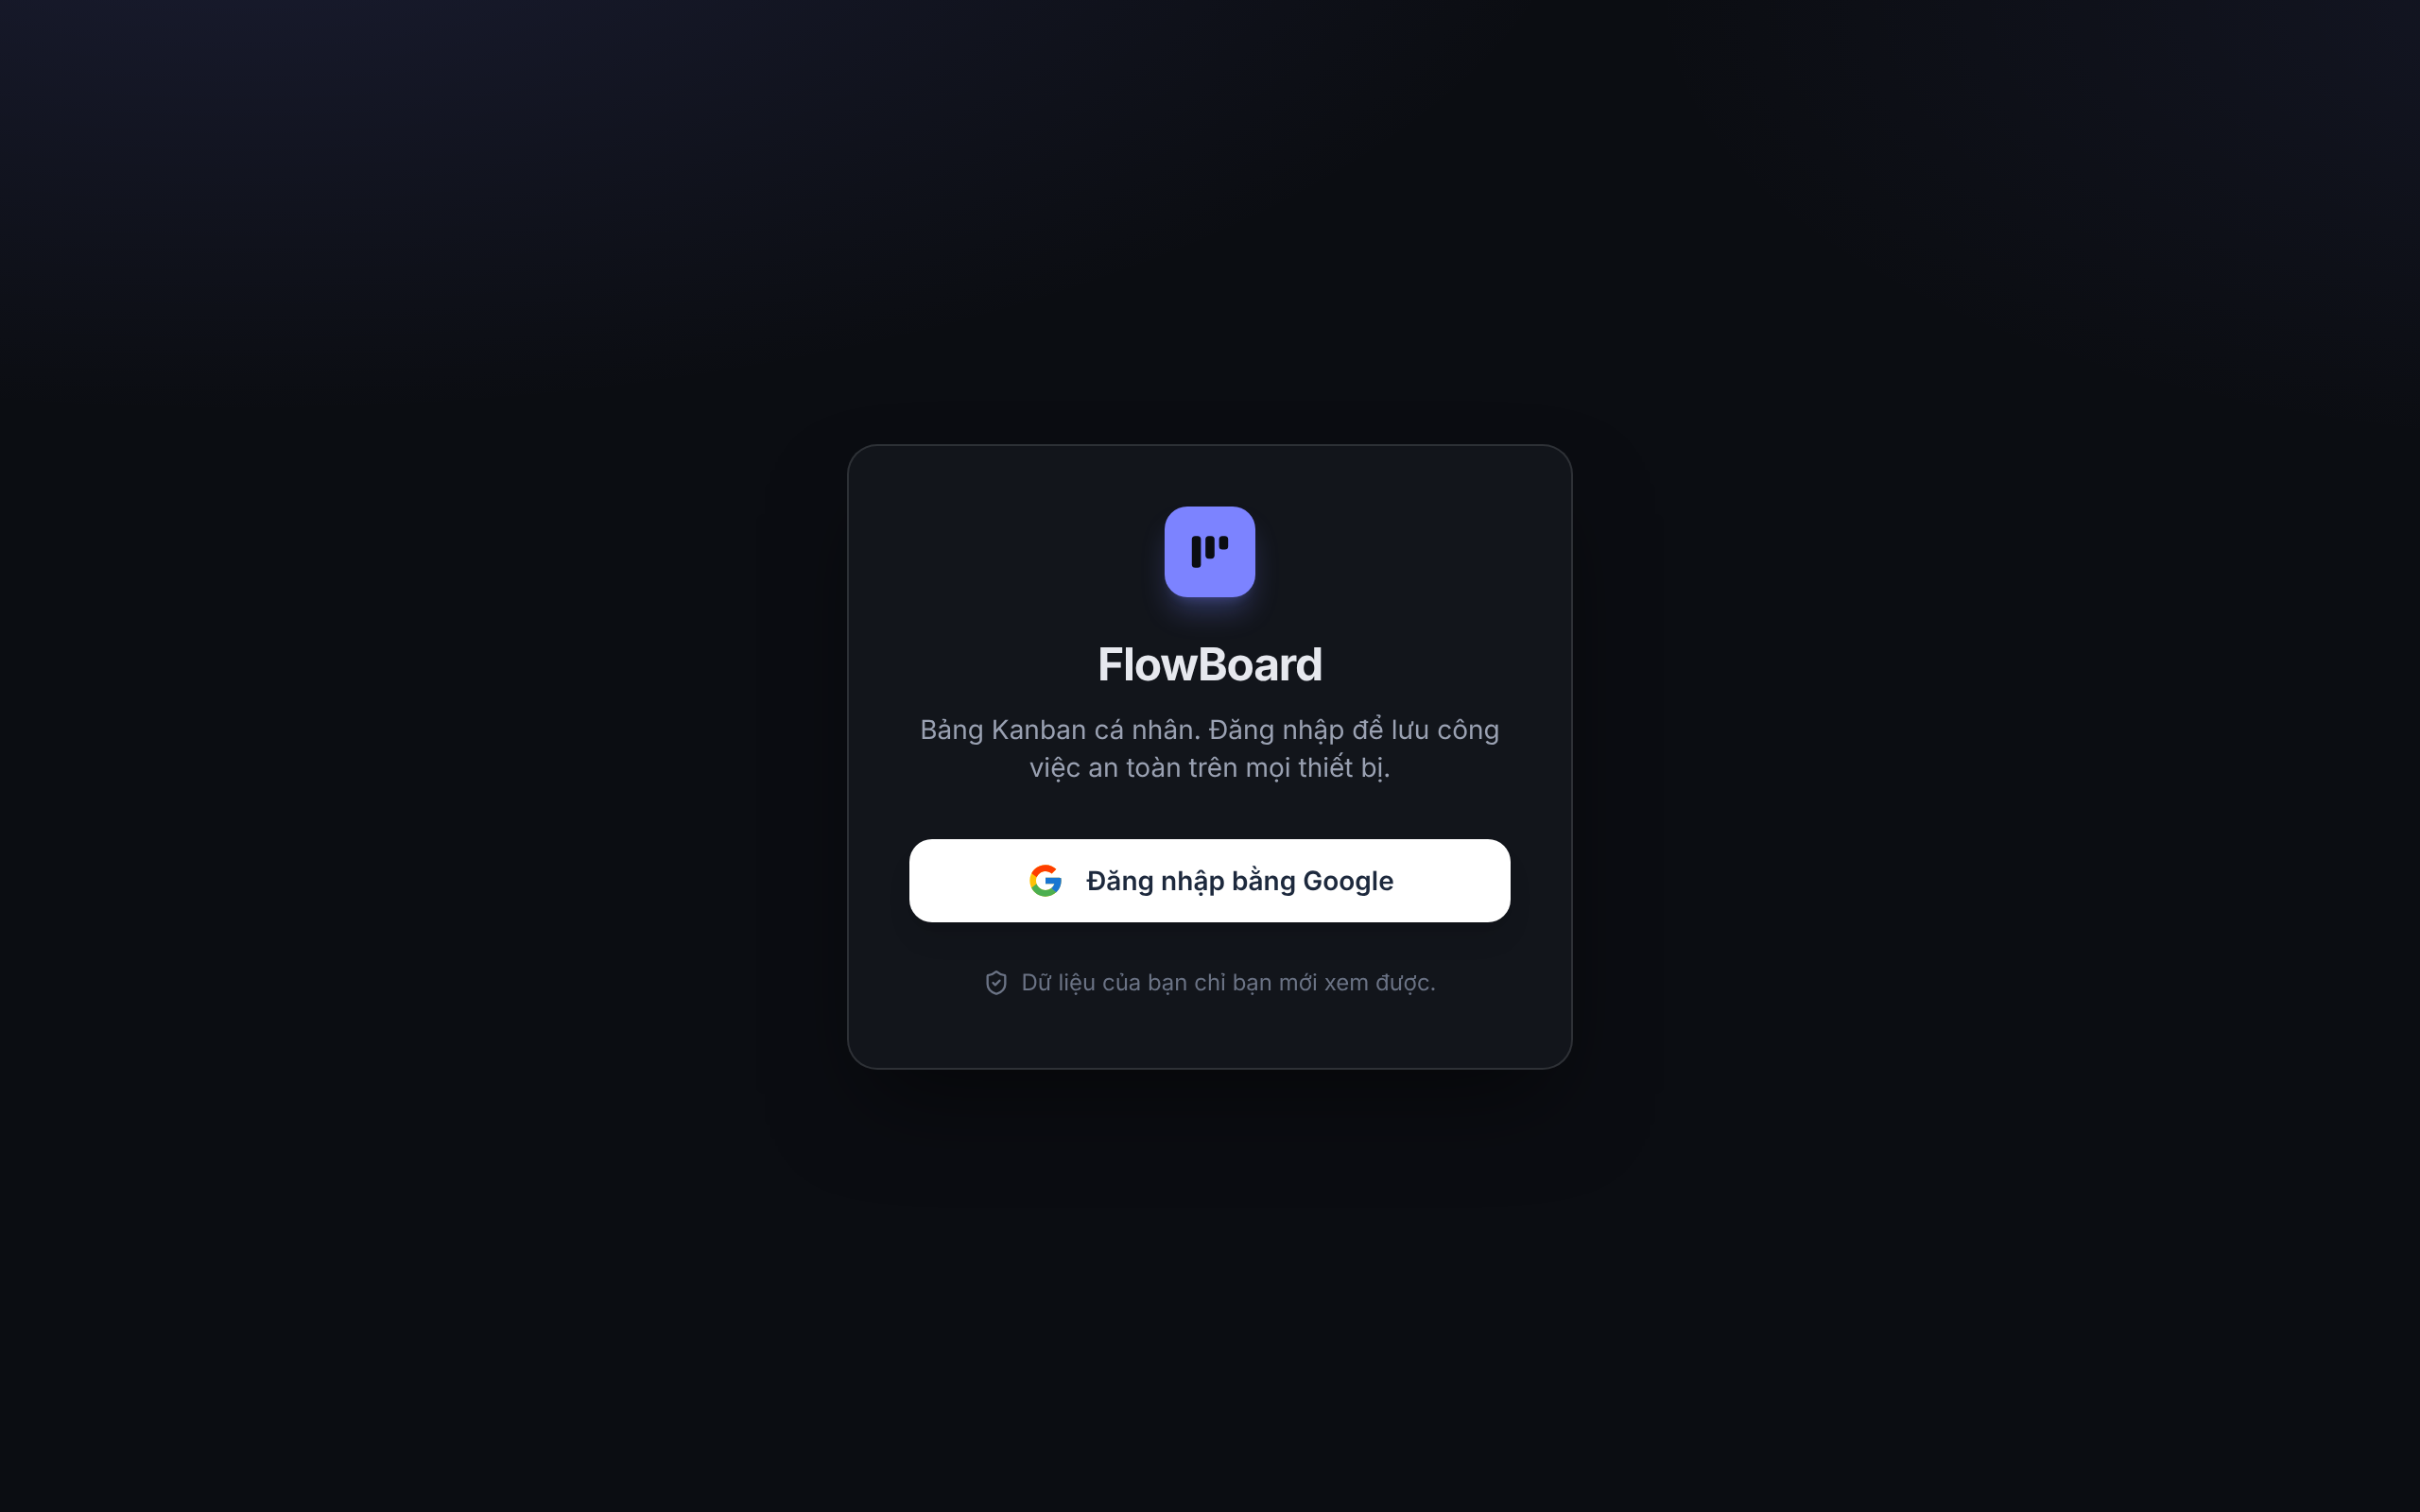 FlowBoard
Bảng Kanban cá nhân. Đăng nhập để lưu công
việc an toàn trên mọi thiết bị.
Đăng nhập bằng Google
Dữ liệu của bạn chỉ bạn mới xem được.